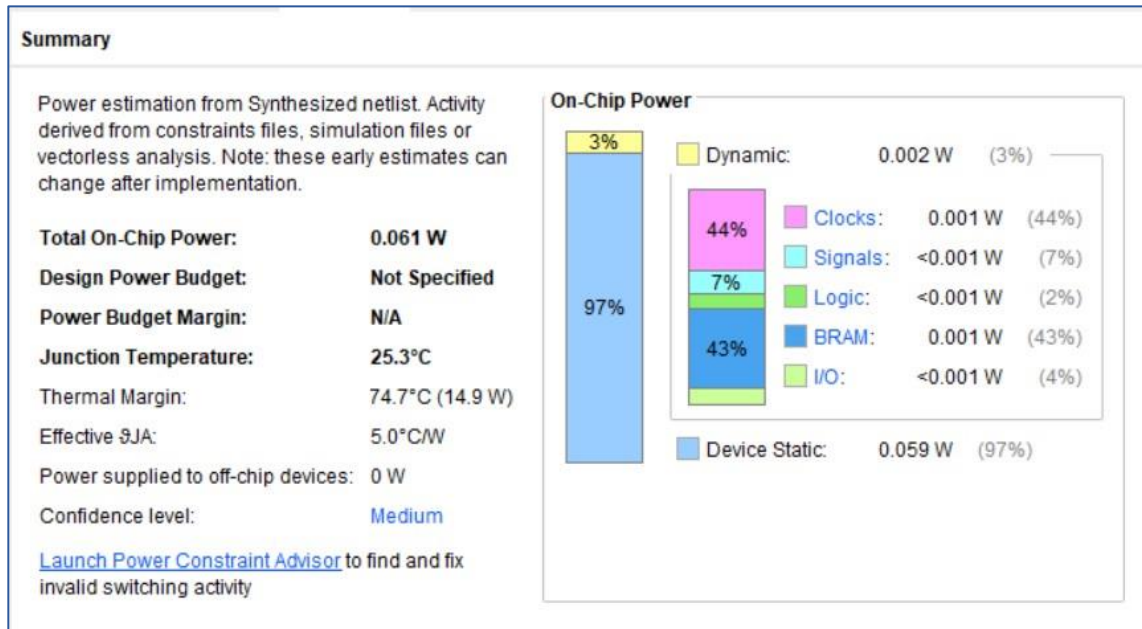 Summary
Power estimation from Synthesized netlist. Activity
derived from constraints files, simulation files or
vectorless analysis. Note: these early estimates can
change after implementation.
Total On-Chip Power: 0.061 W
Design Power Budget: Not Specified
Power Budget Margin: N/A
Junction Temperature: 25.3°C
Thermal Margin: 74.7°C (14.9 W)
Effective ϑJA: 5.0°C/W
Power supplied to off-chip devices: 0 W
Confidence level: Medium
Launch Power Constraint Advisor to find and fix
invalid switching activity
On-Chip Power
3%
97%
Dynamic: 0.002 W (3%)
44%
7%
43%
Clocks: 0.001 W (44%)
Signals: <0.001 W (7%)
Logic: <0.001 W (2%)
BRAM: 0.001 W (43%)
I/O: <0.001 W (4%)
Device Static: 0.059 W (97%)